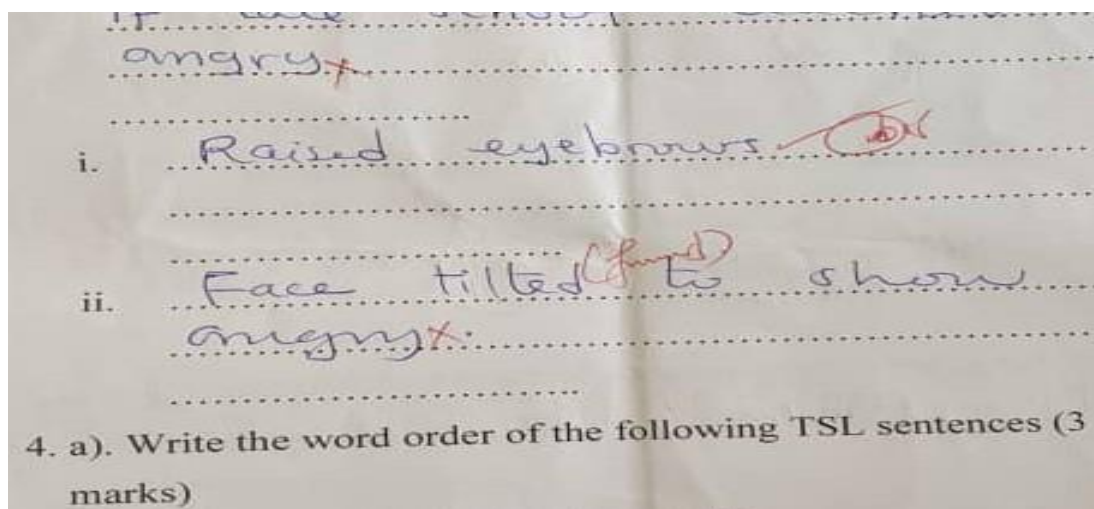 angry x
i. Raised eyebrows
ii. Face tilted to show
angry x
4. a). Write the word order of the following TSL sentences (3
marks)